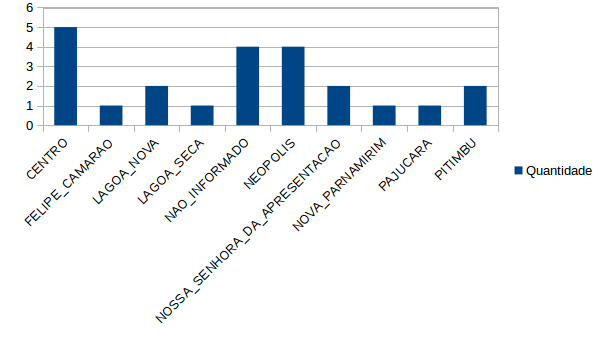 6
5
4
3
2
1
0
CENTRO
FELIPE_CAMARAO
LAGOA_NOVA
LAGOA_SECA
NAO_INFORMADO
NEOPOLIS
NOSSA_SENHORA_DA_APRESENTACAO
NOVA_PARNAMIRIM
PAJUCARA
PITIMBU
Quantidade